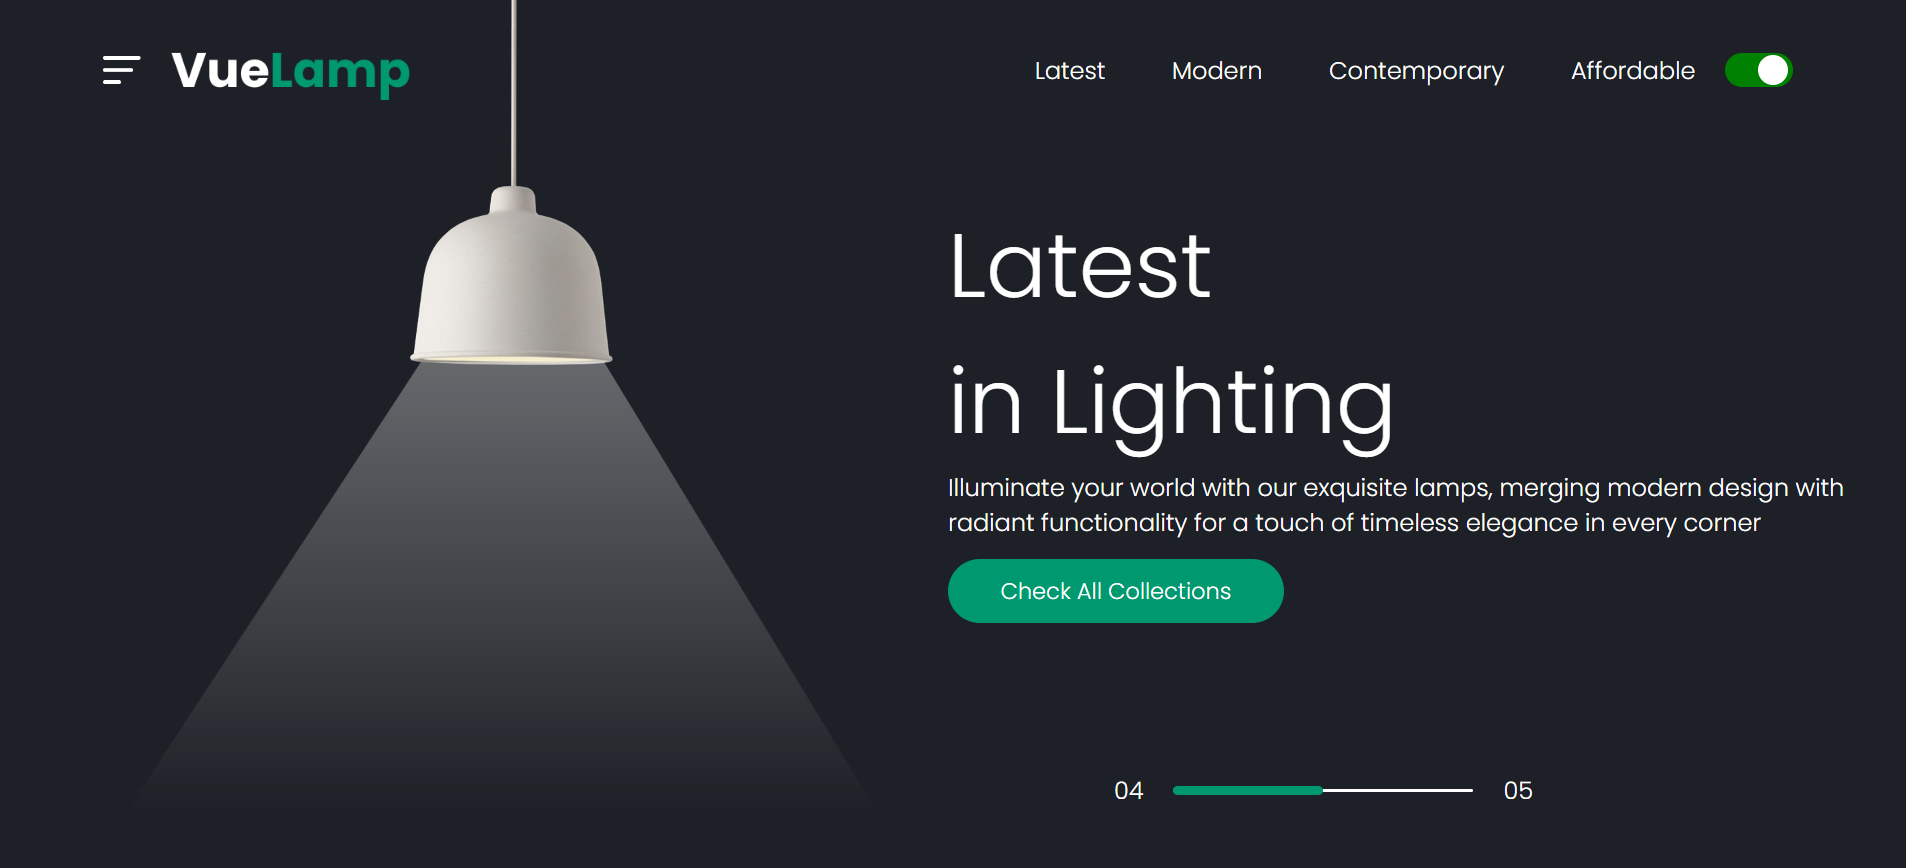 VueLamp
Latest
Modern
Contemporary
Affordable
Latest
in Lighting
Illuminate your world with our exquisite lamps, merging modern design with
radiant functionality for a touch of timeless elegance in every corner
Check All Collections
04
05